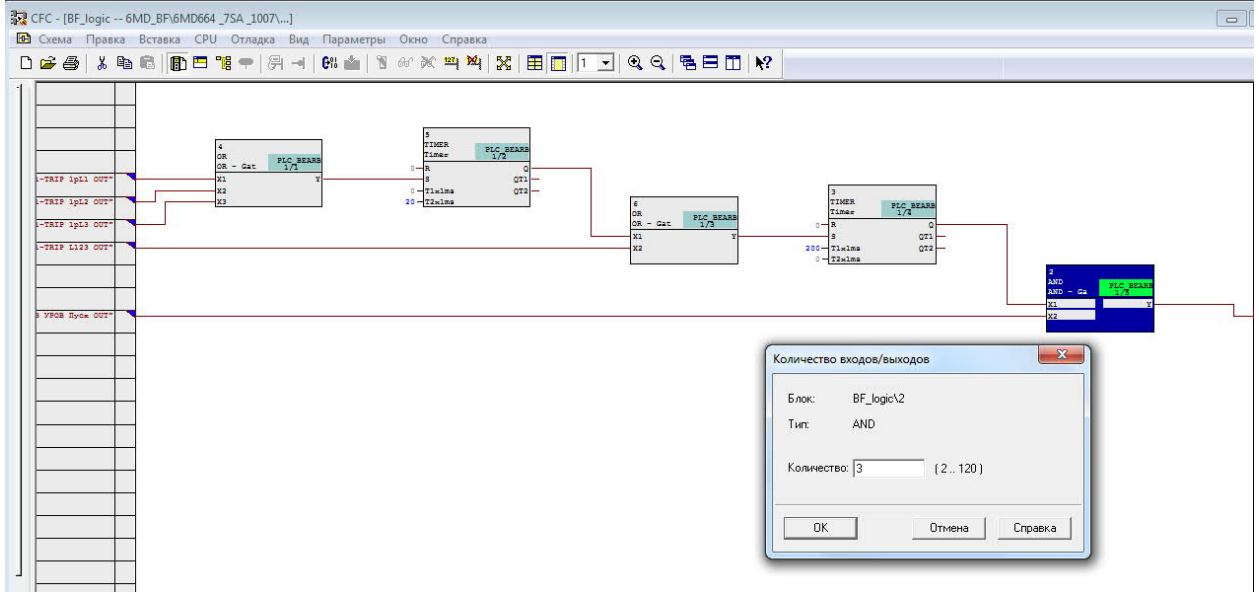 CFC - [BF_logic -- 6MD_BF\6MD664 _7SA _1007\...]
Схема Правка Вставка CPU Отладка Вид Параметры Окно Справка
1
4
OR
OR - Gat PLC_BEARB
1/1
X1 Y
X2
X3
5
TIMER
Timer PLC_BEARB
1/2
0 R Q
S QT1
0 T1x1ms QT2
20 T2x1ms
6
OR
OR - Gat PLC_BEARB
1/3
X1 Y
X2
3
TIMER
Timer PLC_BEARB
1/4
0 R Q
S QT1
200 T1x1ms QT2
0 T2x1ms
2
AND
AND - Ga PLC_BEARB
1/5
X1 Y
X2
1-TRIP 1pL1 OUT"
1-TRIP 1pL2 OUT"
1-TRIP 1pL3 OUT"
1-TRIP L123 OUT"
УРОВ Пуск OUT"
Количество входов/выходов
Блок: BF_logic\2
Тип: AND
Количество: 3 ( 2 .. 120 )
OK Отмена Справка